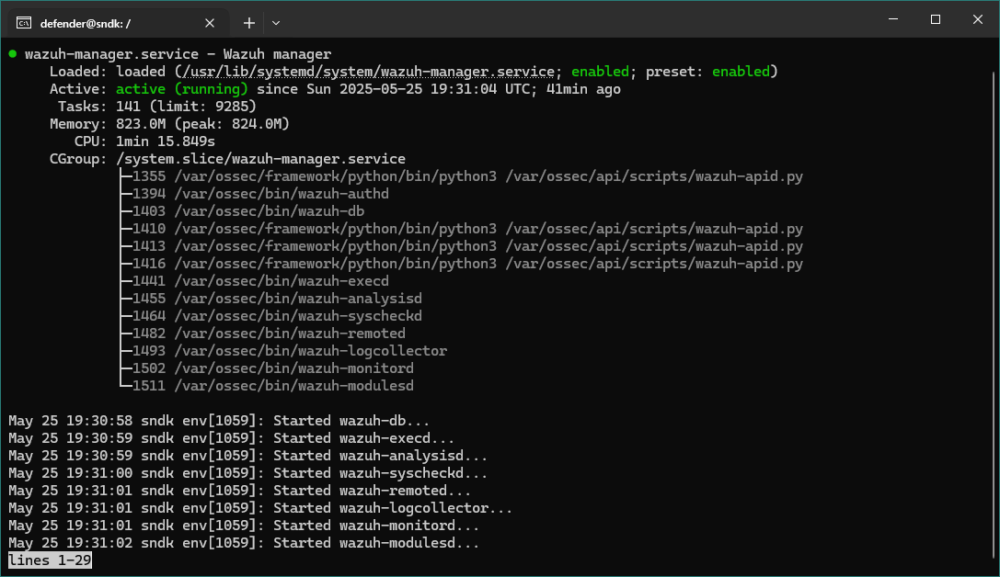 defender@sndk: /
● wazuh-manager.service - Wazuh manager
     Loaded: loaded (/usr/lib/systemd/system/wazuh-manager.service; enabled; preset: enabled)
     Active: active (running) since Sun 2025-05-25 19:31:04 UTC; 41min ago
      Tasks: 141 (limit: 9285)
     Memory: 823.0M (peak: 824.0M)
        CPU: 1min 15.849s
     CGroup: /system.slice/wazuh-manager.service
             ├─1355 /var/ossec/framework/python/bin/python3 /var/ossec/api/scripts/wazuh-apid.py
             ├─1394 /var/ossec/bin/wazuh-authd
             ├─1403 /var/ossec/bin/wazuh-db
             ├─1410 /var/ossec/framework/python/bin/python3 /var/ossec/api/scripts/wazuh-apid.py
             ├─1413 /var/ossec/framework/python/bin/python3 /var/ossec/api/scripts/wazuh-apid.py
             ├─1416 /var/ossec/framework/python/bin/python3 /var/ossec/api/scripts/wazuh-apid.py
             ├─1441 /var/ossec/bin/wazuh-execd
             ├─1455 /var/ossec/bin/wazuh-analysisd
             ├─1464 /var/ossec/bin/wazuh-syscheckd
             ├─1482 /var/ossec/bin/wazuh-remoted
             ├─1493 /var/ossec/bin/wazuh-logcollector
             ├─1502 /var/ossec/bin/wazuh-monitord
             └─1511 /var/ossec/bin/wazuh-modulesd

May 25 19:30:58 sndk env[1059]: Started wazuh-db...
May 25 19:30:59 sndk env[1059]: Started wazuh-execd...
May 25 19:30:59 sndk env[1059]: Started wazuh-analysisd...
May 25 19:31:00 sndk env[1059]: Started wazuh-syscheckd...
May 25 19:31:01 sndk env[1059]: Started wazuh-remoted...
May 25 19:31:01 sndk env[1059]: Started wazuh-logcollector...
May 25 19:31:01 sndk env[1059]: Started wazuh-monitord...
May 25 19:31:02 sndk env[1059]: Started wazuh-modulesd...
lines 1-29